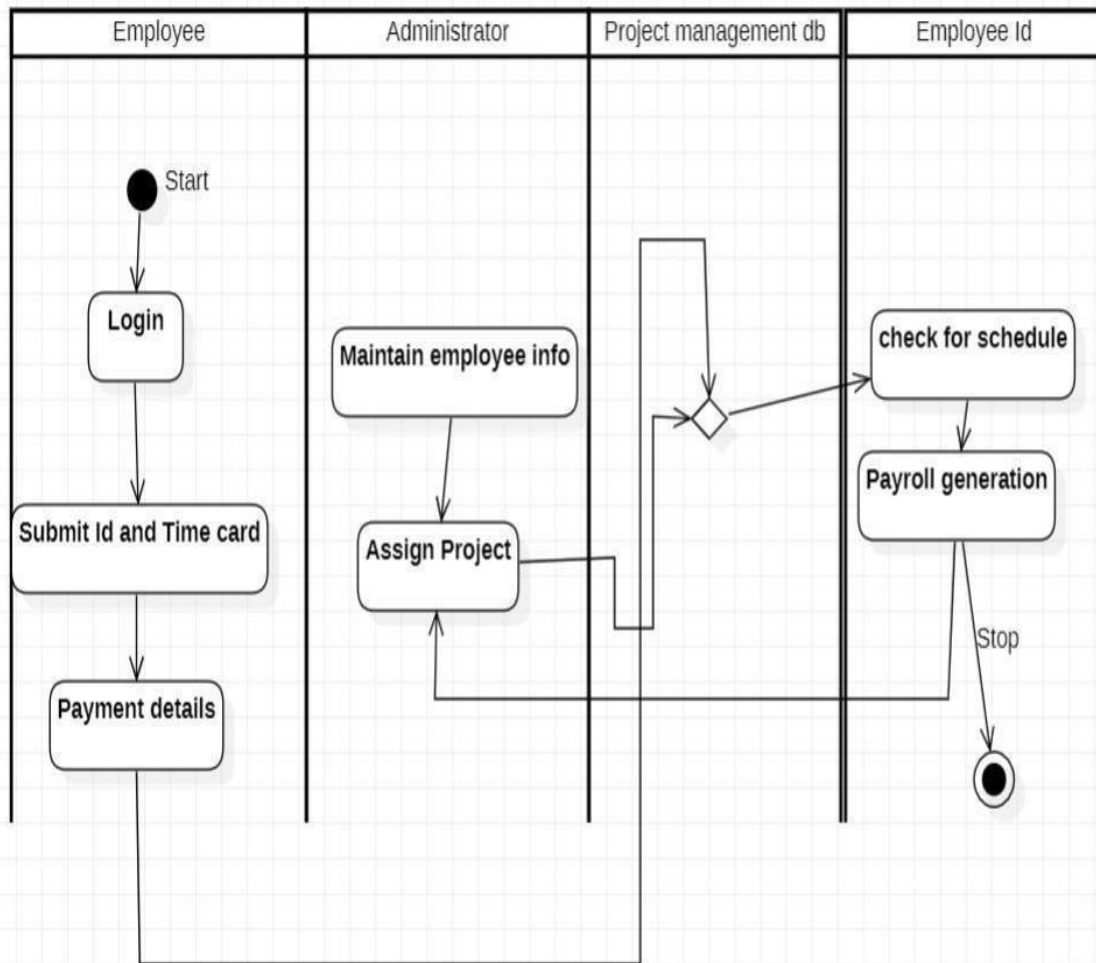 Employee
Administrator
Project management db
Employee Id
Start
Login
Submit Id and Time card
Payment details
Maintain employee info
Assign Project
check for schedule
Payroll generation
Stop